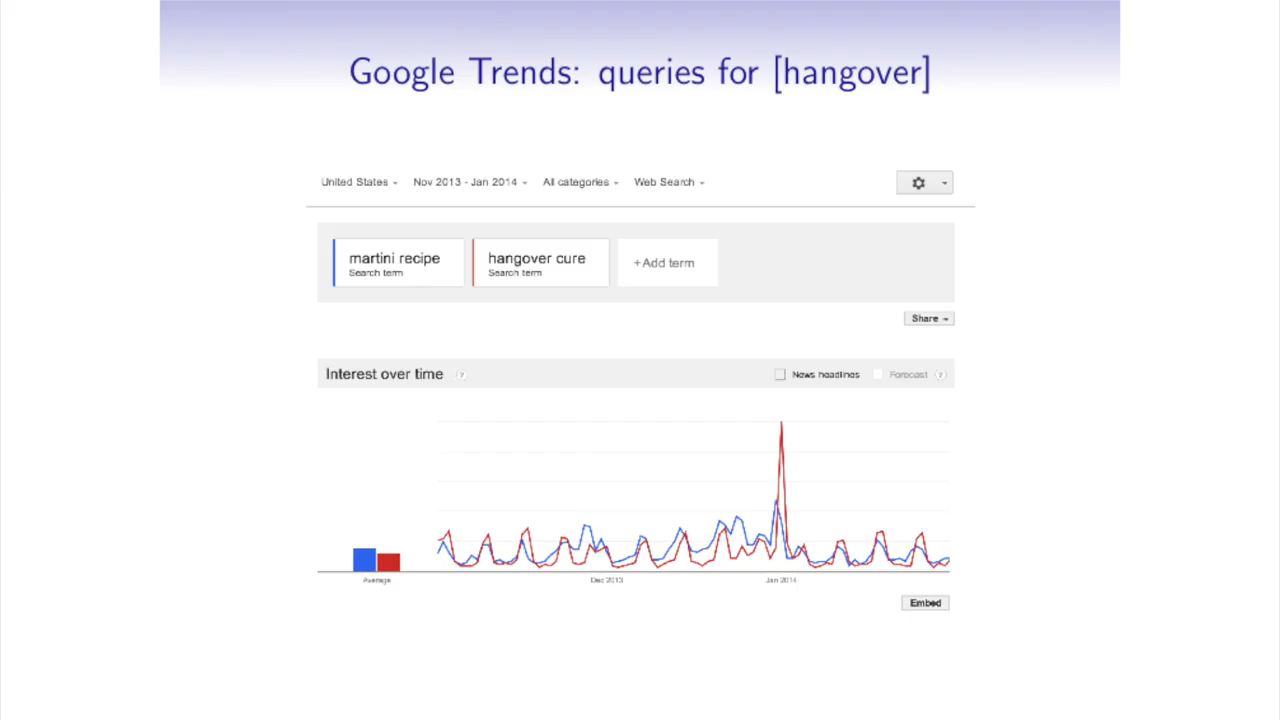 Google Trends: queries for [hangover]
United States Nov 2013 - Jan 2014 All categories Web Search
martini recipe hangover cure +Add term
Search term Search term
Share
Interest over time ? News headlines Forecast ?
Average Dec 2013 Jan 2014
Embed